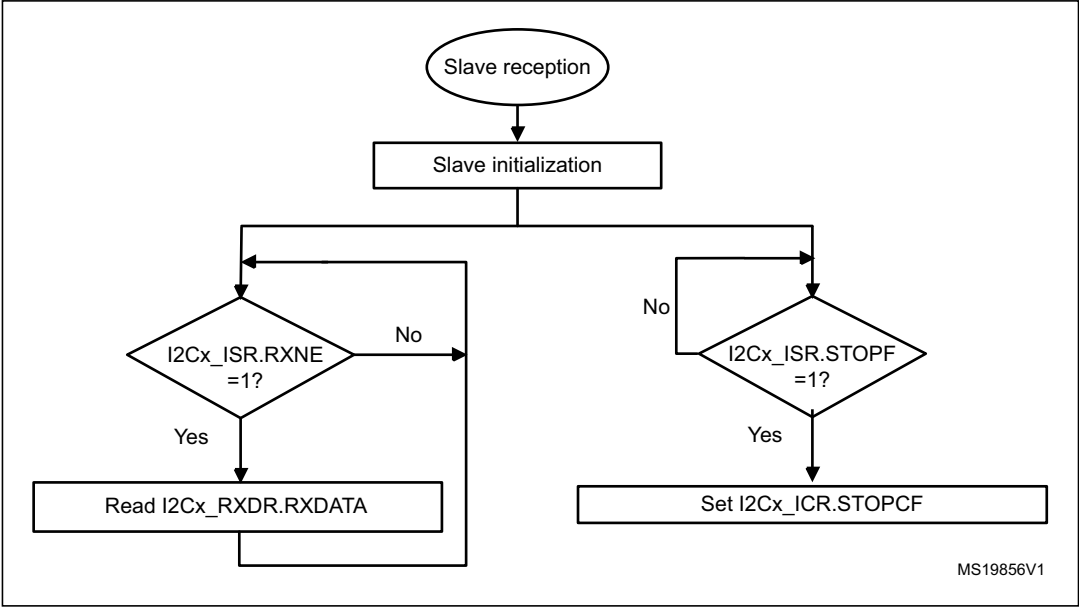 Slave reception
Slave initialization
No
No
I2Cx_ISR.RXNE
=1?
I2Cx_ISR.STOPF
=1?
Yes
Yes
Read I2Cx_RXDR.RXDATA
Set I2Cx_ICR.STOPCF
MS19856V1